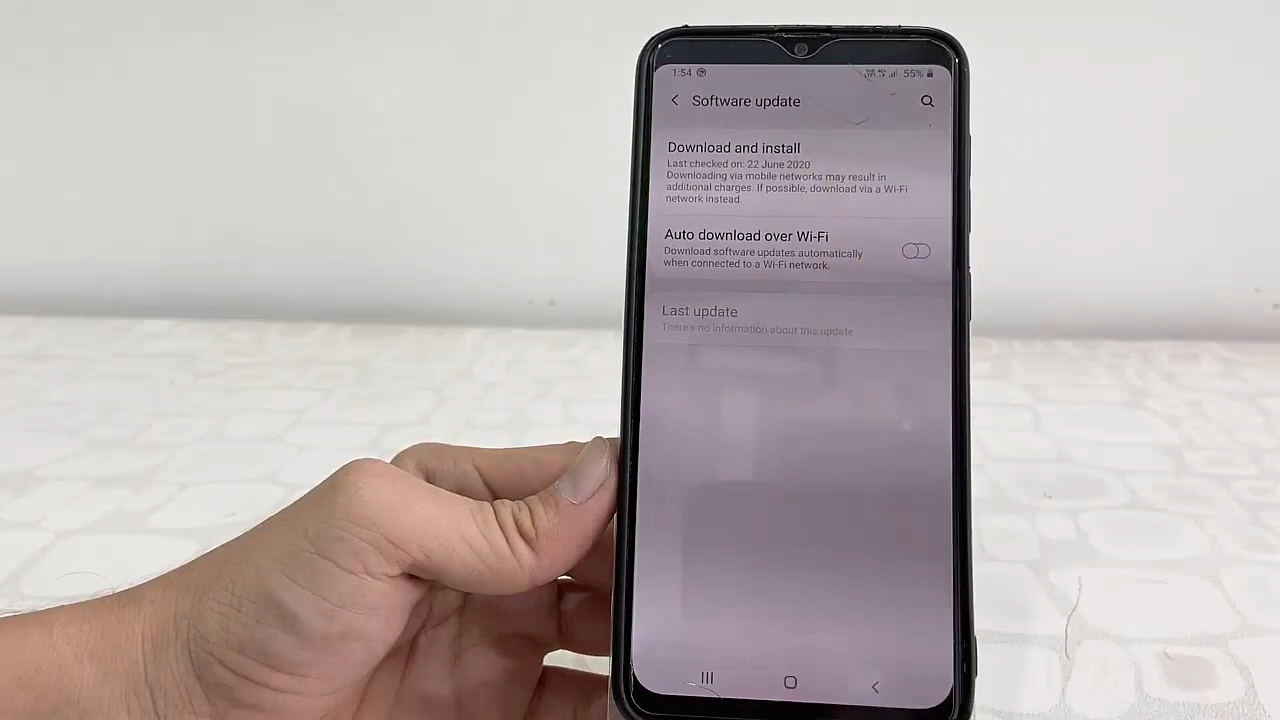 1:54 55%
Software update
Download and install
Last checked on: 22 June 2020
Downloading via mobile networks may result in
additional charges. If possible, download via a Wi-Fi
network instead.
Auto download over Wi-Fi
Download software updates automatically
when connected to a Wi-Fi network.
Last update
There's no information about this update